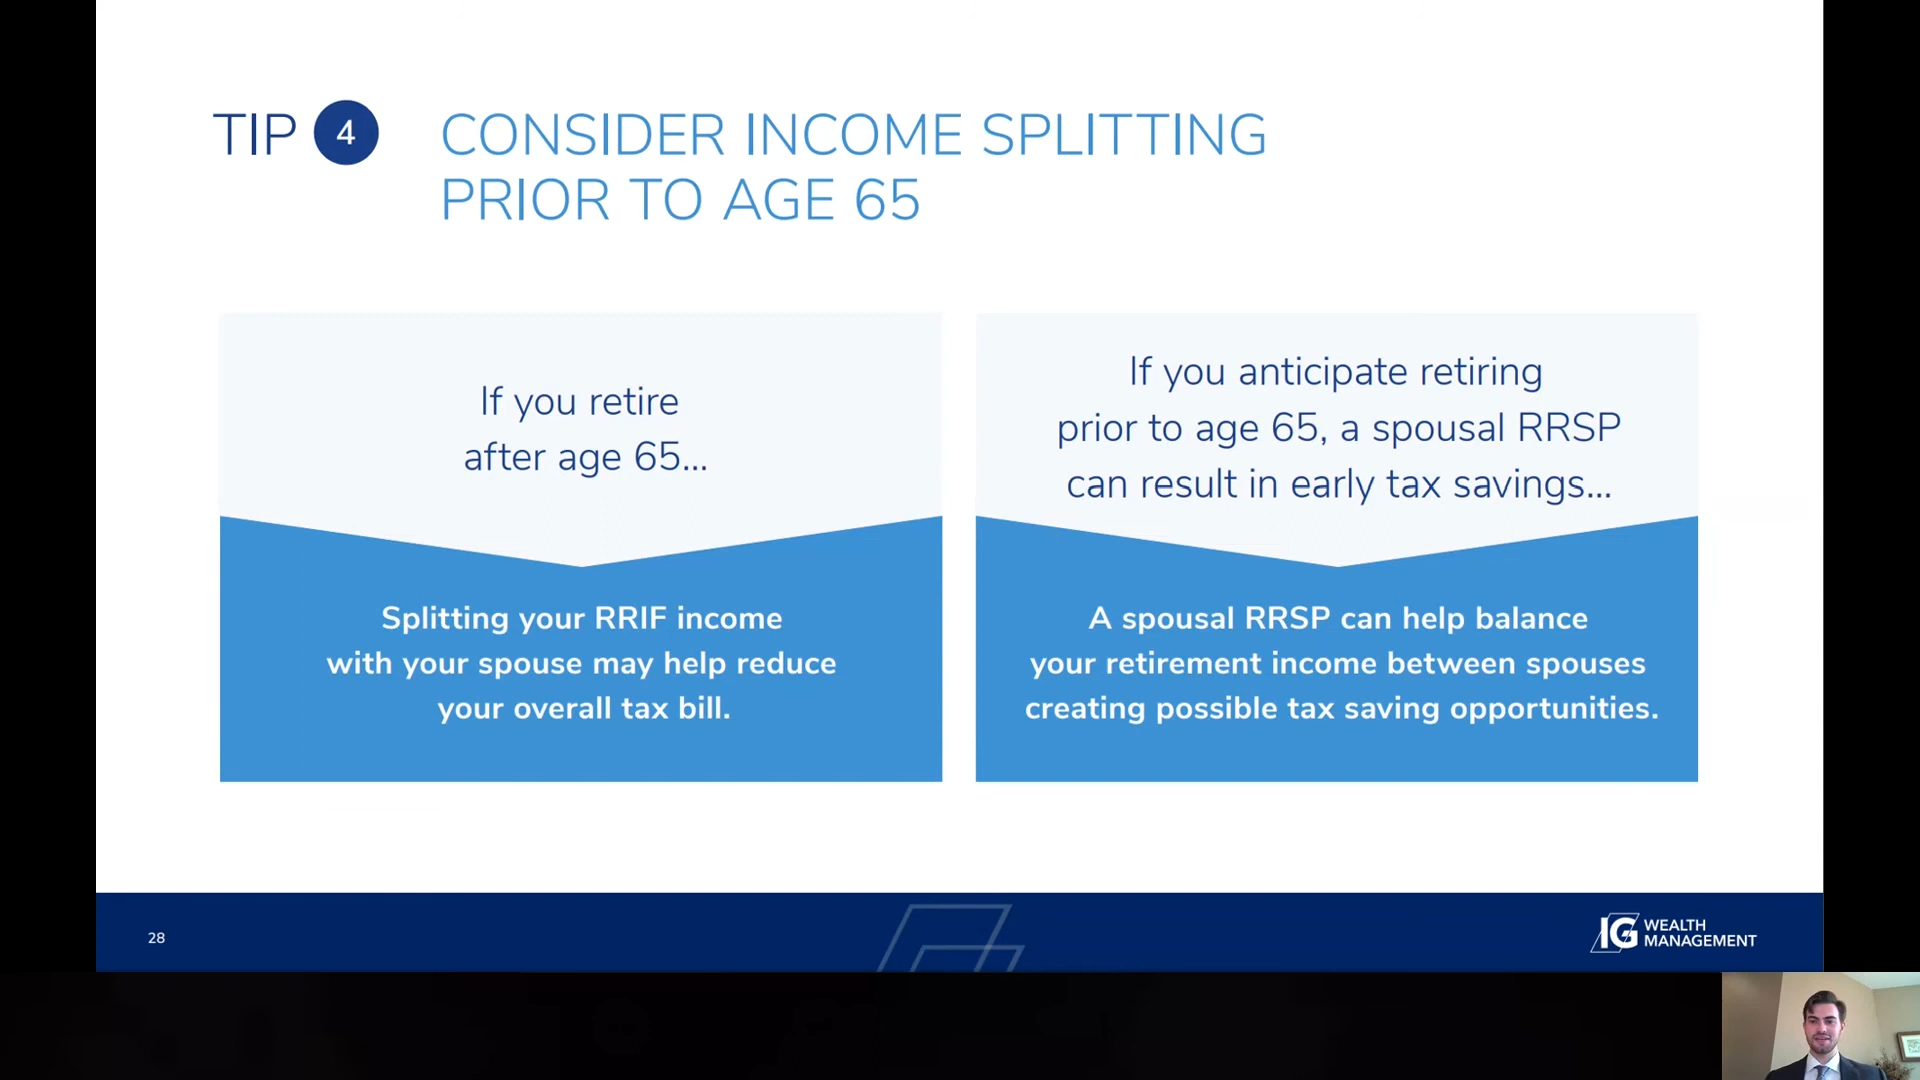 TIP 4 CONSIDER INCOME SPLITTING
PRIOR TO AGE 65
If you retire
after age 65...
Splitting your RRIF income
with your spouse may help reduce
your overall tax bill.
If you anticipate retiring
prior to age 65, a spousal RRSP
can result in early tax savings...
A spousal RRSP can help balance
your retirement income between spouses
creating possible tax saving opportunities.
28
IG WEALTH
MANAGEMENT